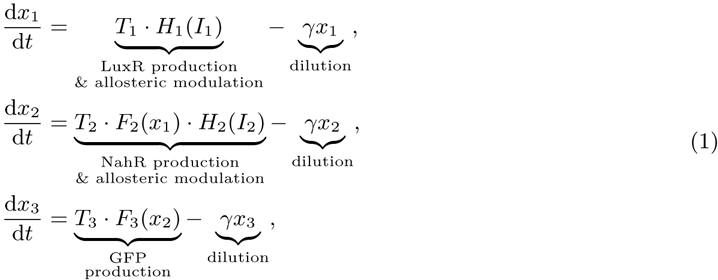 dx₁/dt = T₁ · H₁(I₁) − γx₁ ,
LuxR production & allosteric modulation
dilution
dx₂/dt = T₂ · F₂(x₁) · H₂(I₂) − γx₂ ,
(1)
NahR production & allosteric modulation
dilution
dx₃/dt = T₃ · F₃(x₂) − γx₃ ,
GFP production
dilution